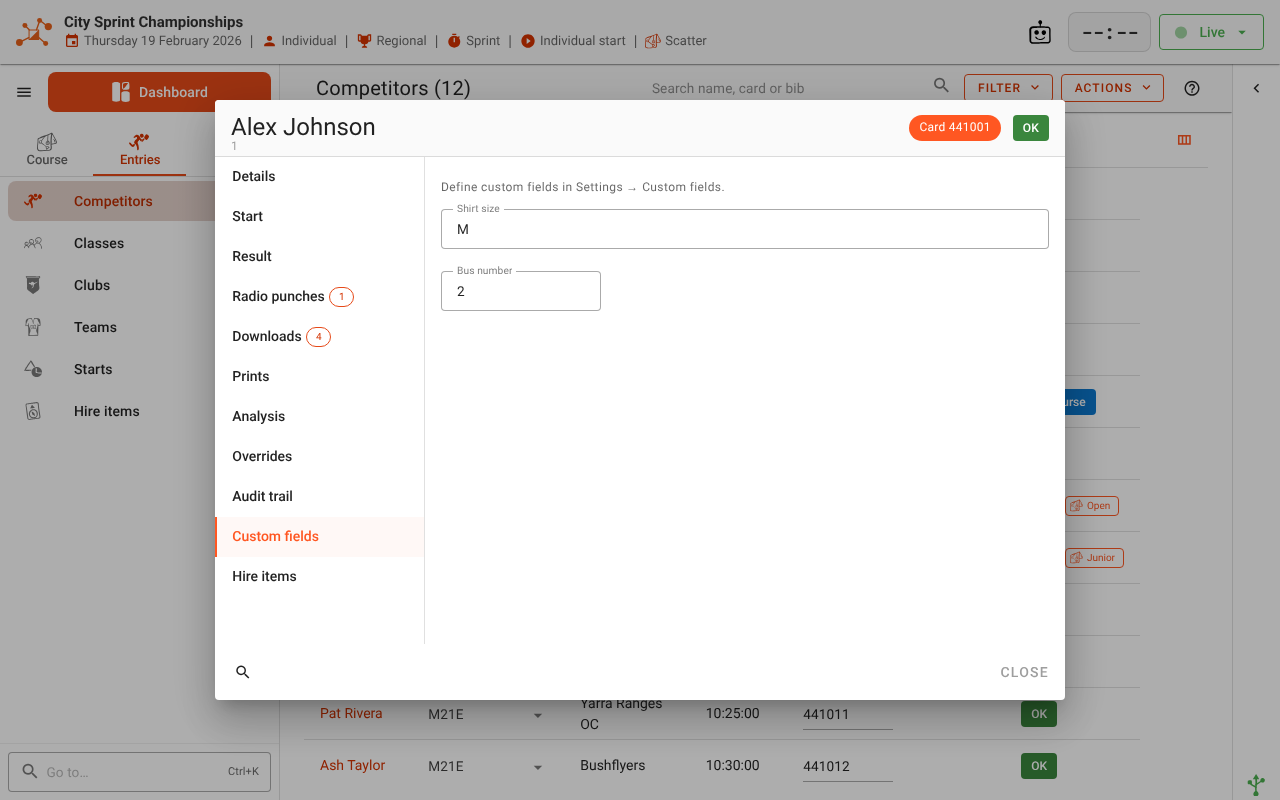 City Sprint Championships
Thursday 19 February 2026 | Individual | Regional | Sprint | Individual start | Scatter
--:--
Live
Dashboard
Competitors (12)
Search name, card or bib
FILTER
ACTIONS
Course
Entries
Competitors
Classes
Clubs
Teams
Starts
Hire items
Alex Johnson
1
Card 441001
OK
Details
Start
Result
Radio punches 1
Downloads 4
Prints
Analysis
Overrides
Audit trail
Custom fields
Hire items
Define custom fields in Settings → Custom fields.
Shirt size
M
Bus number
2
CLOSE
urse
Open
Junior
Pat Rivera M21E Yarra Ranges OC 10:25:00 441011 OK
Ash Taylor M21E Bushflyers 10:30:00 441012 OK
Go to... Ctrl+K